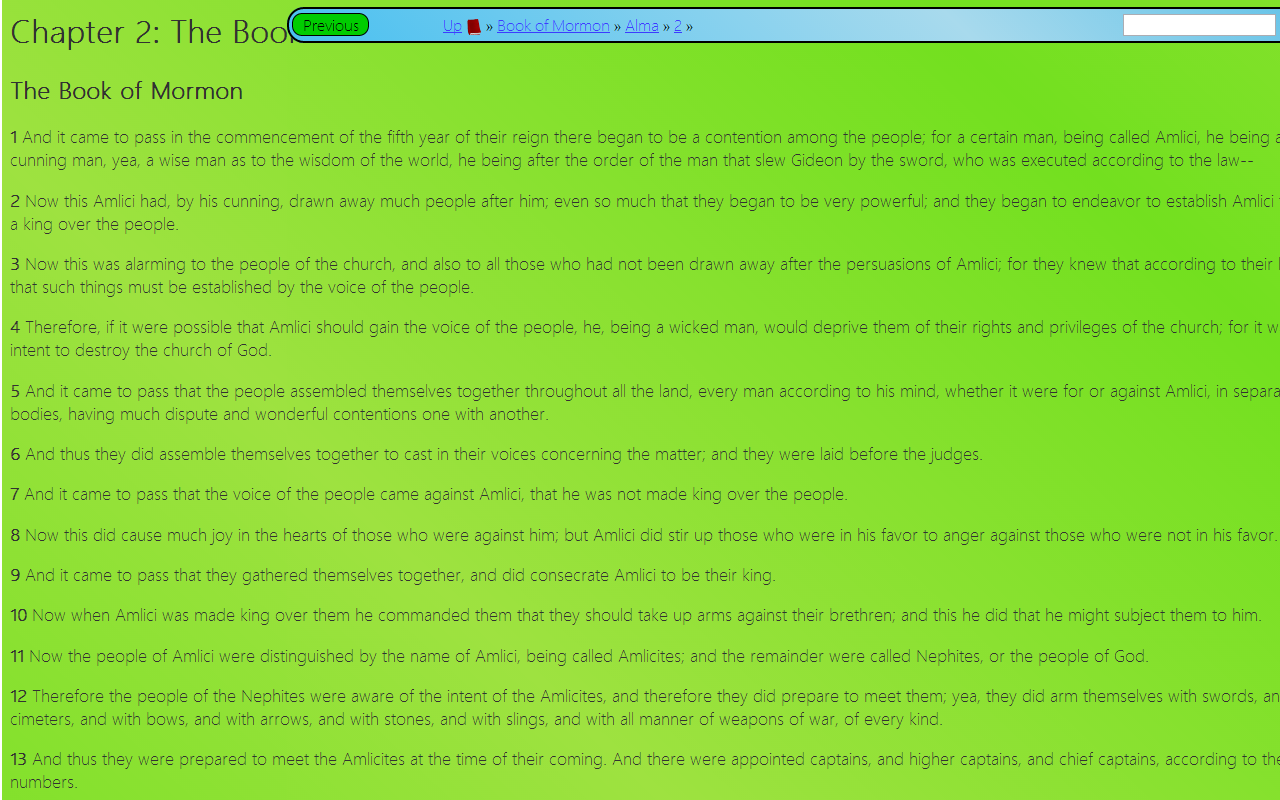 Chapter 2: The Boo
Previous
Up » Book of Mormon » Alma » 2 »
The Book of Mormon
1 And it came to pass in the commencement of the fifth year of their reign there began to be a contention among the people; for a certain man, being called Amlici, he being a
cunning man, yea, a wise man as to the wisdom of the world, he being after the order of the man that slew Gideon by the sword, who was executed according to the law--
2 Now this Amlici had, by his cunning, drawn away much people after him; even so much that they began to be very powerful; and they began to endeavor to establish Amlici
a king over the people.
3 Now this was alarming to the people of the church, and also to all those who had not been drawn away after the persuasions of Amlici; for they knew that according to their
that such things must be established by the voice of the people.
4 Therefore, if it were possible that Amlici should gain the voice of the people, he, being a wicked man, would deprive them of their rights and privileges of the church; for it
intent to destroy the church of God.
5 And it came to pass that the people assembled themselves together throughout all the land, every man according to his mind, whether it were for or against Amlici, in separa
bodies, having much dispute and wonderful contentions one with another.
6 And thus they did assemble themselves together to cast in their voices concerning the matter; and they were laid before the judges.
7 And it came to pass that the voice of the people came against Amlici, that he was not made king over the people.
8 Now this did cause much joy in the hearts of those who were against him; but Amlici did stir up those who were in his favor to anger against those who were not in his favor.
9 And it came to pass that they gathered themselves together, and did consecrate Amlici to be their king.
10 Now when Amlici was made king over them he commanded them that they should take up arms against their brethren; and this he did that he might subject them to him.
11 Now the people of Amlici were distinguished by the name of Amlici, being called Amlicites; and the remainder were called Nephites, or the people of God.
12 Therefore the people of the Nephites were aware of the intent of the Amlicites, and therefore they did prepare to meet them; yea, they did arm themselves with swords, an
cimeters, and with bows, and with arrows, and with stones, and with slings, and with all manner of weapons of war, of every kind.
13 And thus they were prepared to meet the Amlicites at the time of their coming. And there were appointed captains, and higher captains, and chief captains, according to the
numbers.